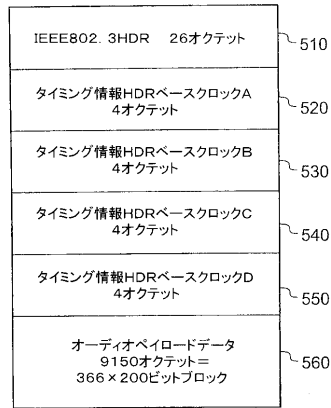 IEEE802. 3HDR 26オクテット
510
タイミング情報HDRベースクロックA
4オクテット
520
タイミング情報HDRベースクロックB
4オクテット
530
タイミング情報HDRベースクロックC
4オクテット
540
タイミング情報HDRベースクロックD
4オクテット
550
オーディオペイロードデータ
9150オクテット=
366×200ビットブロック
560